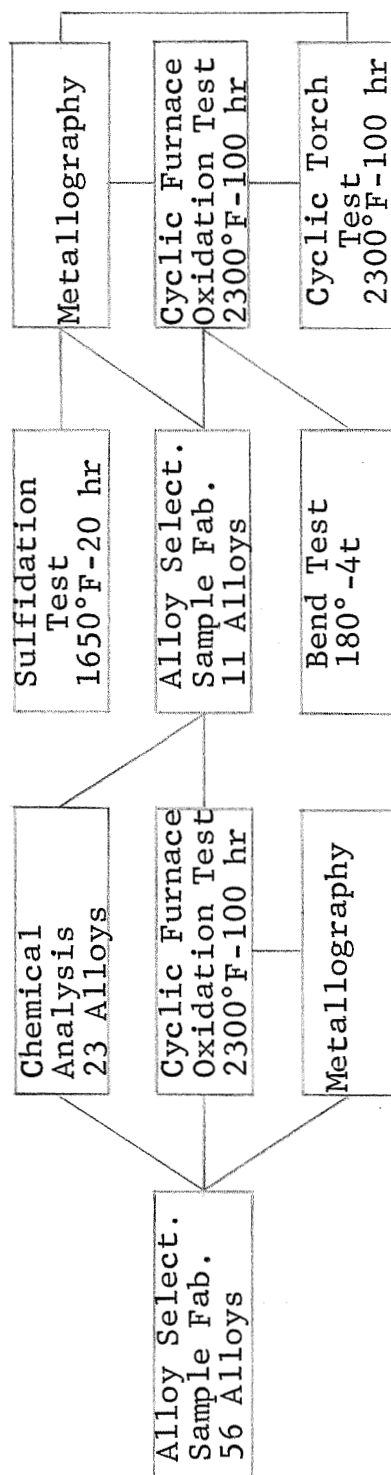 Alloy Select.
Sample Fab.
56 Alloys
Chemical
Analysis
23 Alloys
Cyclic Furnace
Oxidation Test
2300°F-100 hr
Metallography
Sulfidation
Test
1650°F-20 hr
Alloy Select.
Sample Fab.
11 Alloys
Bend Test
180°-4t
Metallography
Cyclic Furnace
Oxidation Test
2300°F-100 hr
Cyclic Torch
Test
2300°F-100 hr